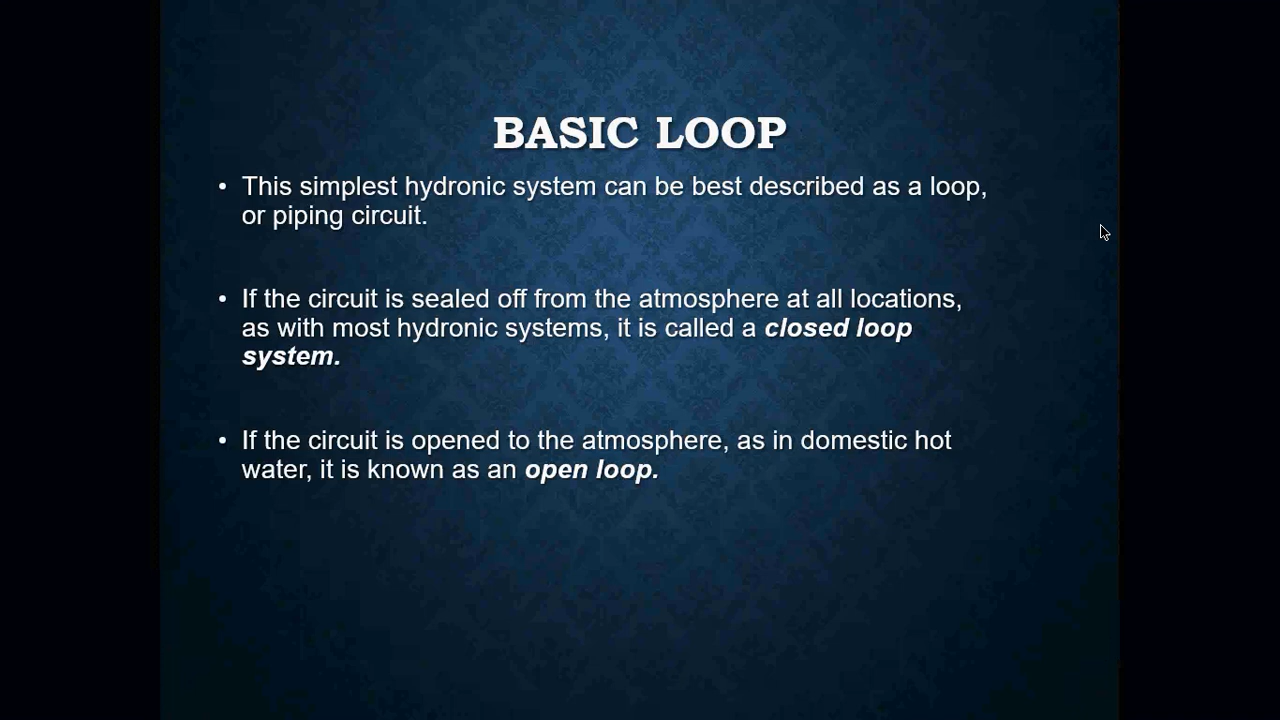 BASIC LOOP
• This simplest hydronic system can be best described as a loop,
or piping circuit.
• If the circuit is sealed off from the atmosphere at all locations,
as with most hydronic systems, it is called a closed loop
system.
• If the circuit is opened to the atmosphere, as in domestic hot
water, it is known as an open loop.